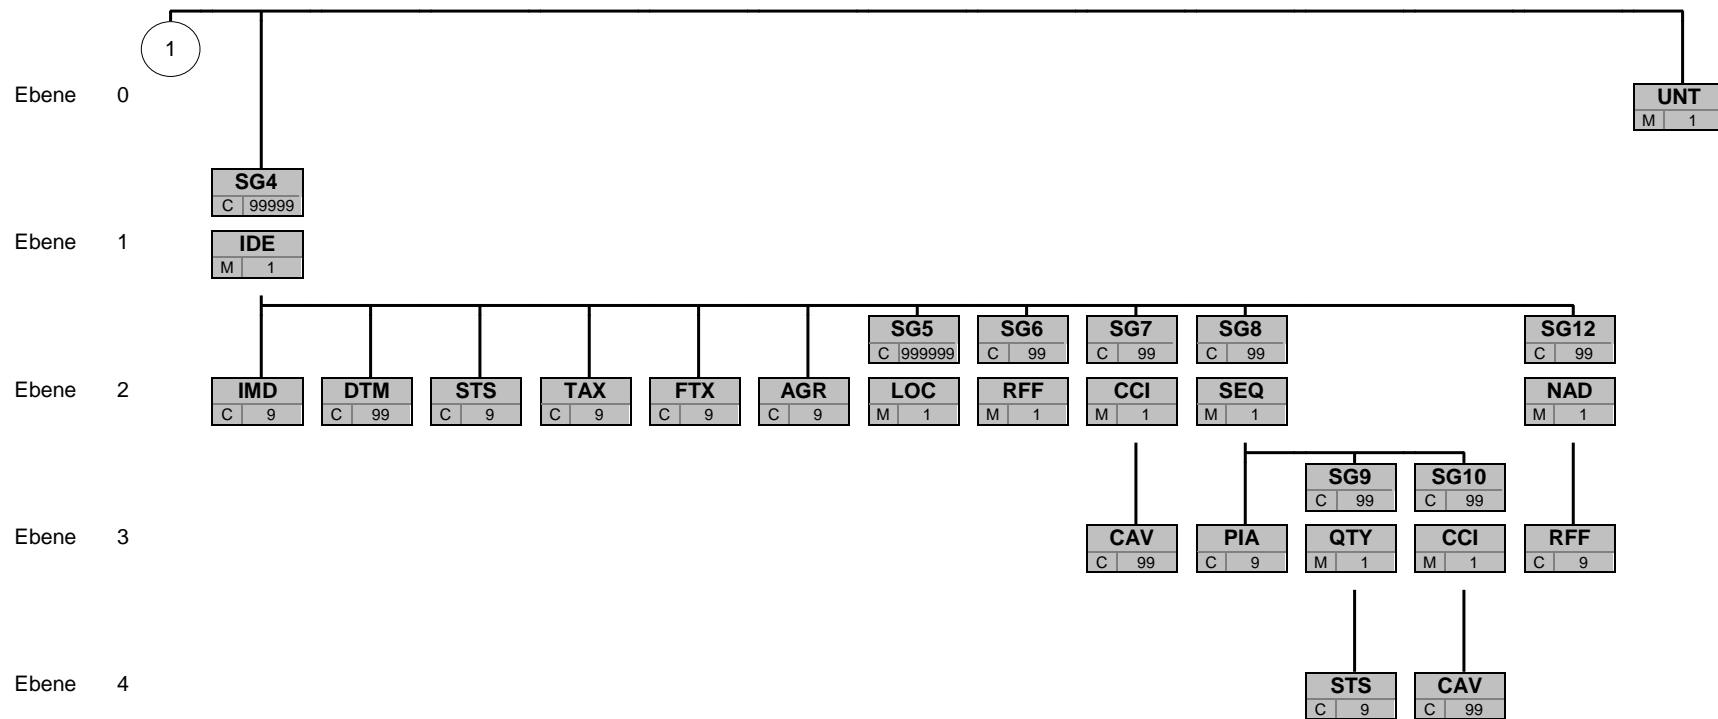 1
Ebene 0
UNT
M 1
SG4
C 99999
Ebene 1
IDE
M 1
SG5 SG6 SG7 SG8 SG12
C 999999 C 99 C 99 C 99 C 99
Ebene 2
IMD DTM STS TAX FTX AGR LOC RFF CCI SEQ NAD
C 9 C 99 C 9 C 9 C 9 C 9 M 1 M 1 M 1 M 1 M 1
SG9 SG10
C 99 C 99
Ebene 3
CAV PIA QTY CCI RFF
C 99 C 9 M 1 M 1 C 9
Ebene 4
STS CAV
C 9 C 99